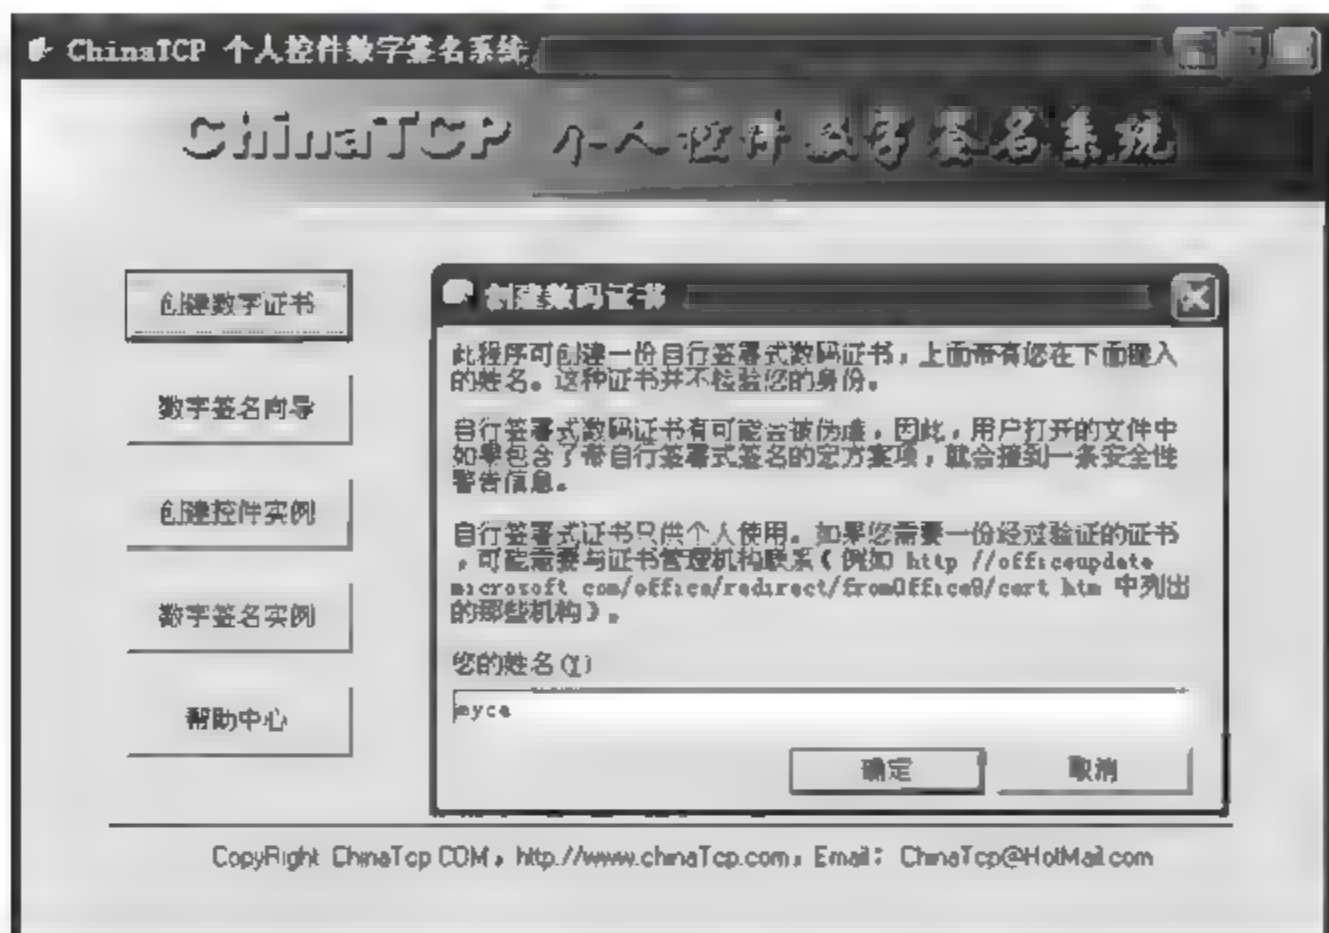 ChinaTCP 个人控件数字签名系统
ChinaTCP 个人控件数字签名系统
创建数字证书
数字签名向导
创建控件实例
数字签名实例
帮助中心
创建数码证书
此程序可创建一份自行签署式数码证书，上面带有您在下面键入
的姓名。这种证书并不检验您的身份。
自行签署式数码证书有可能会被伪造，因此，用户打开的文件中
如果包含了带自行签署式签名的宏方案项，就会撞到一条安全性
警告信息。
自行签署式证书只供个人使用。如果您需要一份经过验证的证书
，可能需要与证书管理机构联系（例如 http //officeupdate
microsoft com/office/redirect/fromOffice9/cert htm 中列出
的那些机构）。
您的姓名(Y)
myca
确定
取消
CopyRight ChinaTcp COM，http://www.chinaTcp.com，Email：ChinaTcp@HotMail.com